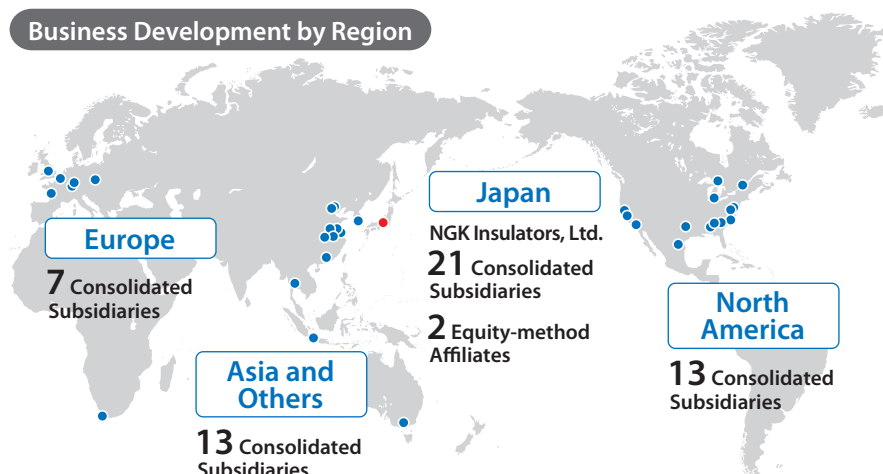 Business Development by Region
Europe
7 Consolidated
Subsidiaries
Asia and
Others
13 Consolidated
Subsidiaries
Japan
NGK Insulators, Ltd.
21 Consolidated
Subsidiaries
2 Equity-method
Affiliates
North
America
13 Consolidated
Subsidiaries